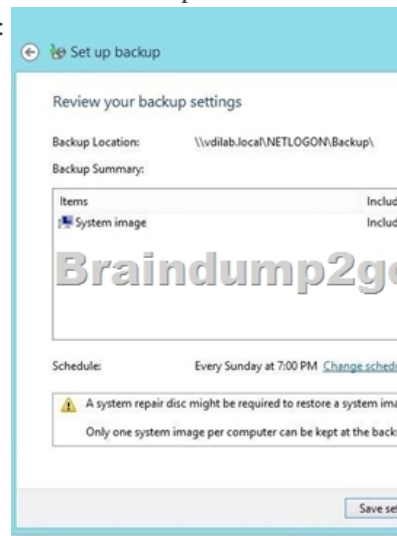 :
Set up backup
Review your backup settings
Backup Location: \\vdilab.local\NETLOGON\Backup\
Backup Summary:
Items Includ
System image Includ
Braindump2go
Schedule: Every Sunday at 7:00 PM Change schedu
A system repair disc might be required to restore a system ima
Only one system image per computer can be kept at the back
Save set